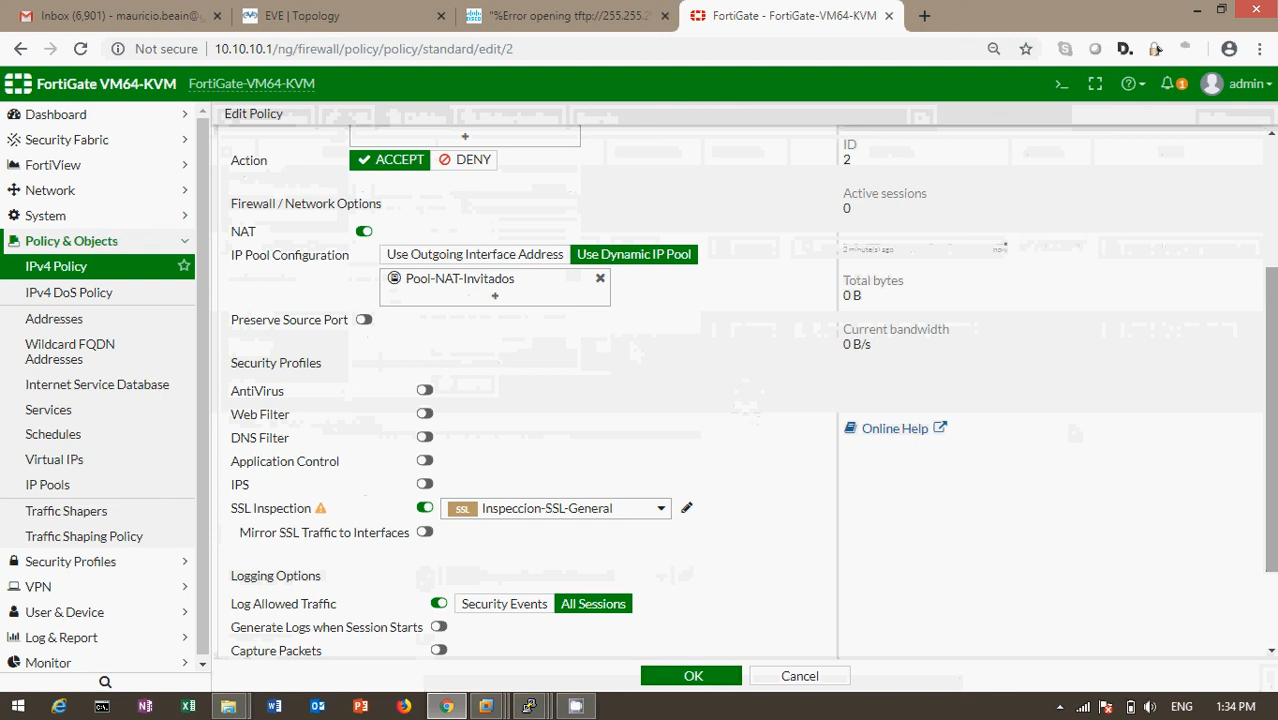 Inbox (6,901) - mauricio.beain@g
EVE | Topology
"%Error opening tftp://255.255.2
FortiGate - FortiGate-VM64-KVM
Not secure
10.10.10.1/ng/firewall/policy/policy/standard/edit/2
FortiGate VM64-KVM
FortiGate-VM64-KVM
1
admin
Dashboard
Security Fabric
FortiView
Network
System
Policy & Objects
IPv4 Policy
IPv4 DoS Policy
Addresses
Wildcard FQDN
Addresses
Internet Service Database
Services
Schedules
Virtual IPs
IP Pools
Traffic Shapers
Traffic Shaping Policy
Security Profiles
VPN
User & Device
Log & Report
Monitor
Edit Policy
Action
ACCEPT
DENY
Firewall / Network Options
NAT
IP Pool Configuration
Use Outgoing Interface Address
Use Dynamic IP Pool
Pool-NAT-Invitados
Preserve Source Port
Security Profiles
AntiVirus
Web Filter
DNS Filter
Application Control
IPS
SSL Inspection
SSL
Inspeccion-SSL-General
Mirror SSL Traffic to Interfaces
Logging Options
Log Allowed Traffic
Security Events
All Sessions
Generate Logs when Session Starts
Capture Packets
ID
2
Active sessions
0
2 minute(s) ago
now
Total bytes
0 B
Current bandwidth
0 B/s
Online Help
OK
Cancel
ENG
1:34 PM